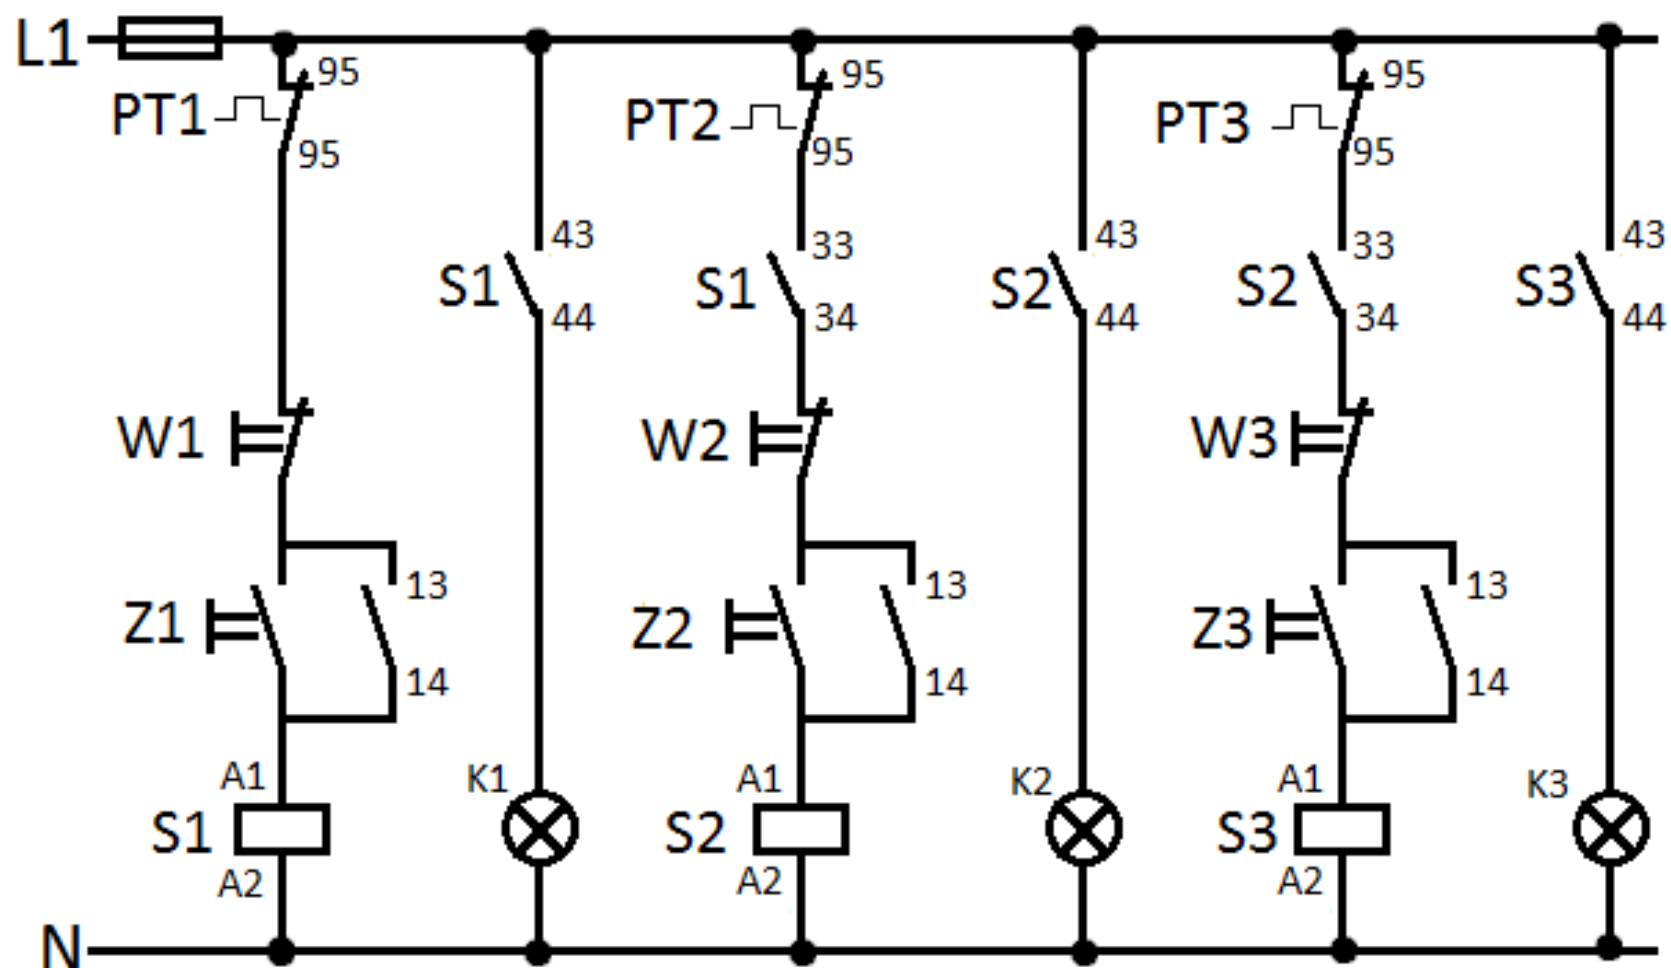 L1
95 95 95
PT1 PT2 PT3
95 95 95
43 33 43 33 43
S1 S1 S2 S2 S3
44 34 44 34 44
W1 W2 W3
13 13 13
Z1 Z2 Z3
14 14 14
A1 K1 A1 K2 A1 K3
S1 S2 S3
A2 A2 A2
N